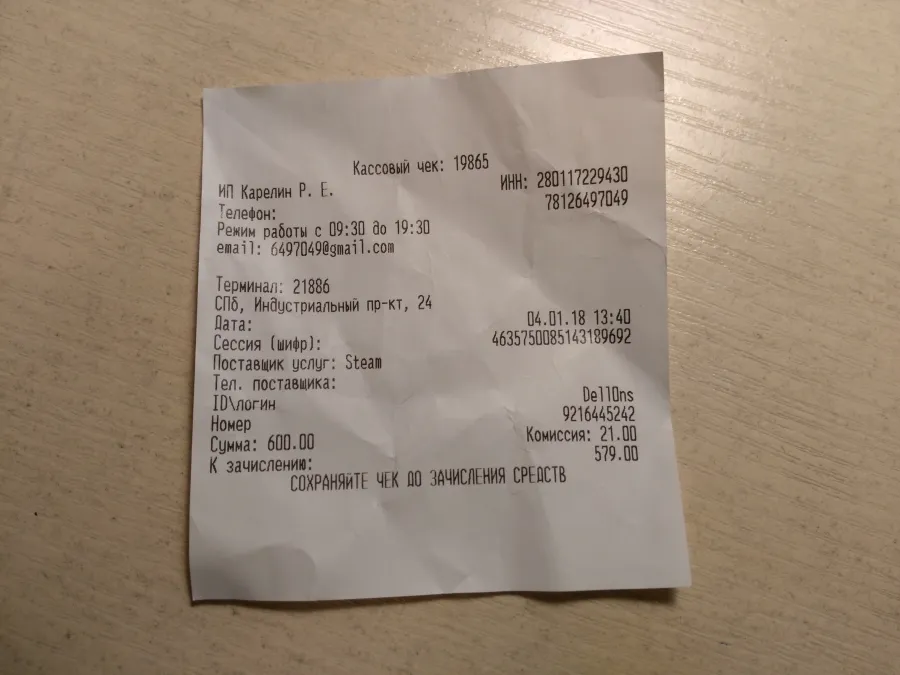 Кассовый чек: 19865
ИП Карелин Р. Е. ИНН: 280117229430
Телефон: 78126497049
Режим работы с 09:30 до 19:30
email: 6497049@gmail.com
Терминал: 21886
СПб, Индустриальный пр-кт, 24
Дата: 04.01.18 13:40
Сессия (шифр): 4635750085143189692
Поставщик услуг: Steam
Тел. поставщика:
ID\логин Dell0ns
Номер 9216445242
Сумма: 600.00 Комиссия: 21.00
К зачислению: 579.00
СОХРАНЯЙТЕ ЧЕК ДО ЗАЧИСЛЕНИЯ СРЕДСТВ